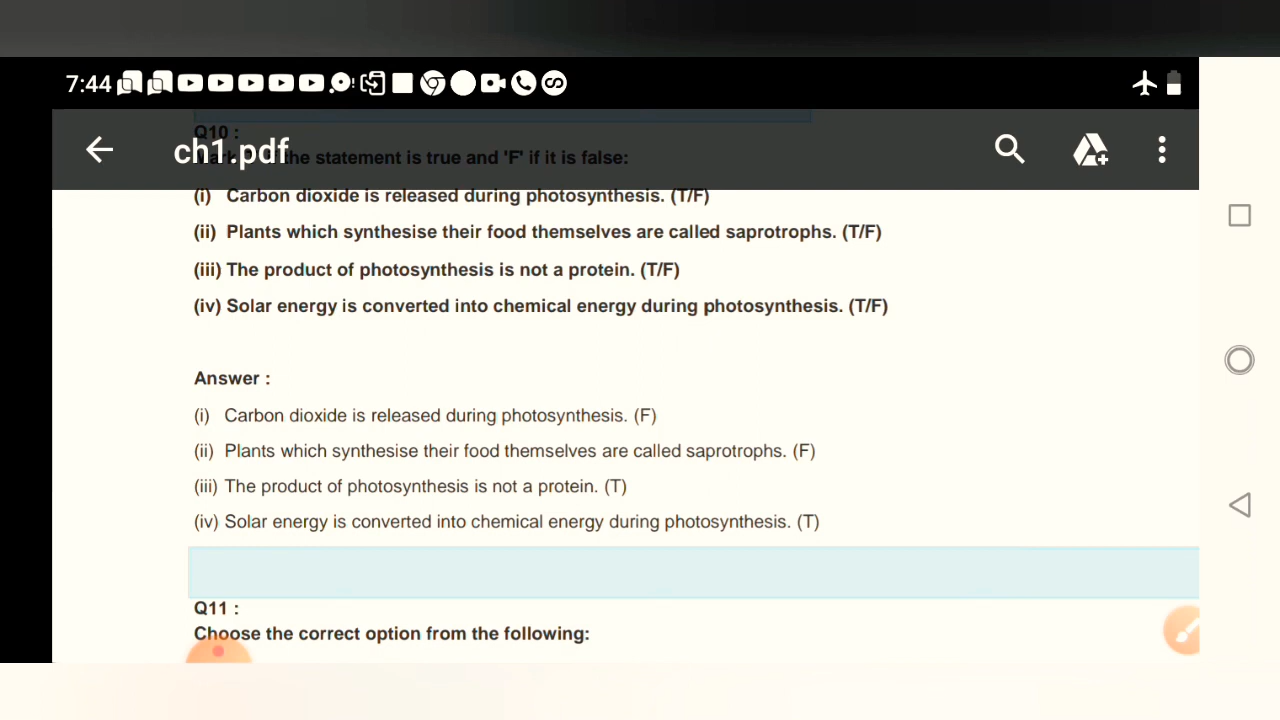 7:44
Q10 :
ch1.pdf
the statement is true and 'F' if it is false:
(i) Carbon dioxide is released during photosynthesis. (T/F)
(ii) Plants which synthesise their food themselves are called saprotrophs. (T/F)
(iii) The product of photosynthesis is not a protein. (T/F)
(iv) Solar energy is converted into chemical energy during photosynthesis. (T/F)
Answer :
(i) Carbon dioxide is released during photosynthesis. (F)
(ii) Plants which synthesise their food themselves are called saprotrophs. (F)
(iii) The product of photosynthesis is not a protein. (T)
(iv) Solar energy is converted into chemical energy during photosynthesis. (T)
Q11 :
Choose the correct option from the following: